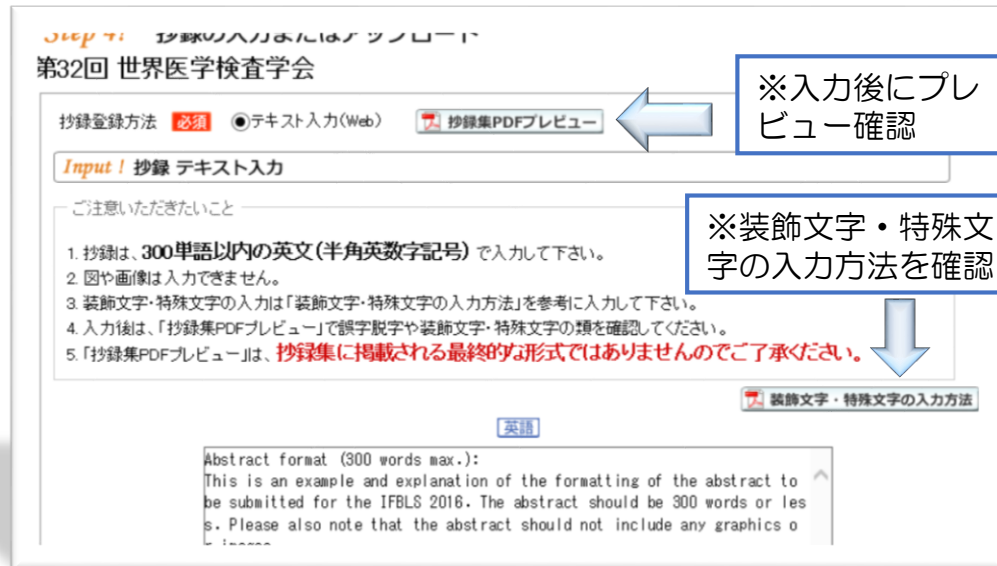 Step 4! 抄録の入力またはアップロード
第32回 世界医学検査学会
※入力後にプレ
ビュー確認
抄録登録方法 必須 ◉テキスト入力(Web) 抄録集PDFプレビュー
Input ! 抄録 テキスト入力
ご注意いただきたいこと
※装飾文字・特殊文
字の入力方法を確認
1. 抄録は、300単語以内の英文(半角英数字記号) で入力して下さい。
2. 図や画像は入力できません。
3. 装飾文字・特殊文字の入力は「装飾文字・特殊文字の入力方法」を参考に入力して下さい。
4. 入力後は、「抄録集PDFプレビュー」で誤字脱字や装飾文字・特殊文字の類を確認してください。
5. 「抄録集PDFプレビュー」は、抄録集に掲載される最終的な形式ではありませんのでご了承ください。
装飾文字・特殊文字の入力方法
英語
Abstract format (300 words max.):
This is an example and explanation of the formatting of the abstract to
be submitted for the IFBLS 2016. The abstract should be 300 words or les
s. Please also note that the abstract should not include any graphics o